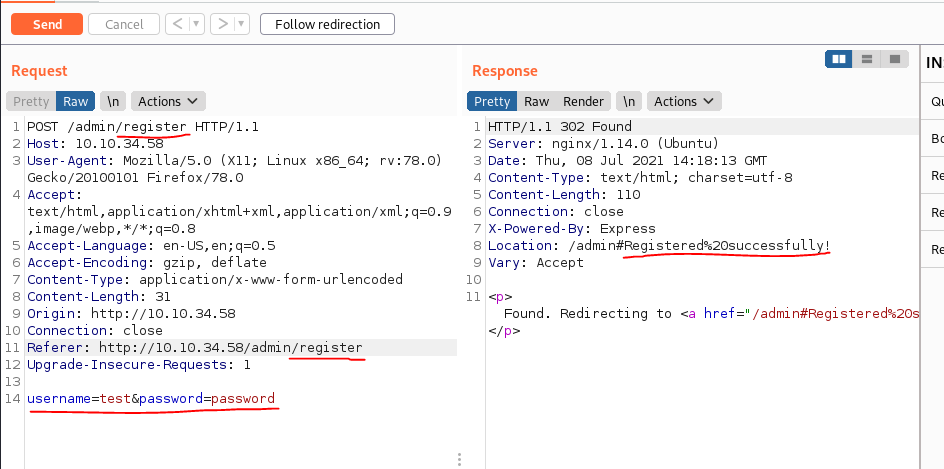 Send
Cancel
<
>
Follow redirection
Request
Pretty
Raw
\n
Actions
1 POST /admin/register HTTP/1.1
2 Host: 10.10.34.58
3 User-Agent: Mozilla/5.0 (X11; Linux x86_64; rv:78.0)
Gecko/20100101 Firefox/78.0
4 Accept:
text/html,application/xhtml+xml,application/xml;q=0.9
,image/webp,*/*;q=0.8
5 Accept-Language: en-US,en;q=0.5
6 Accept-Encoding: gzip, deflate
7 Content-Type: application/x-www-form-urlencoded
8 Content-Length: 31
9 Origin: http://10.10.34.58
10 Connection: close
11 Referer: http://10.10.34.58/admin/register
12 Upgrade-Insecure-Requests: 1
13
14 username=test&password=password
Response
Pretty
Raw
Render
\n
Actions
1 HTTP/1.1 302 Found
2 Server: nginx/1.14.0 (Ubuntu)
3 Date: Thu, 08 Jul 2021 14:18:13 GMT
4 Content-Type: text/html; charset=utf-8
5 Content-Length: 110
6 Connection: close
7 X-Powered-By: Express
8 Location: /admin#Registered%20successfully!
9 Vary: Accept
10
11 <p>
Found. Redirecting to <a href="/admin#Registered%20s
</p>
IN
Qu
Bo
Re
Re
Re